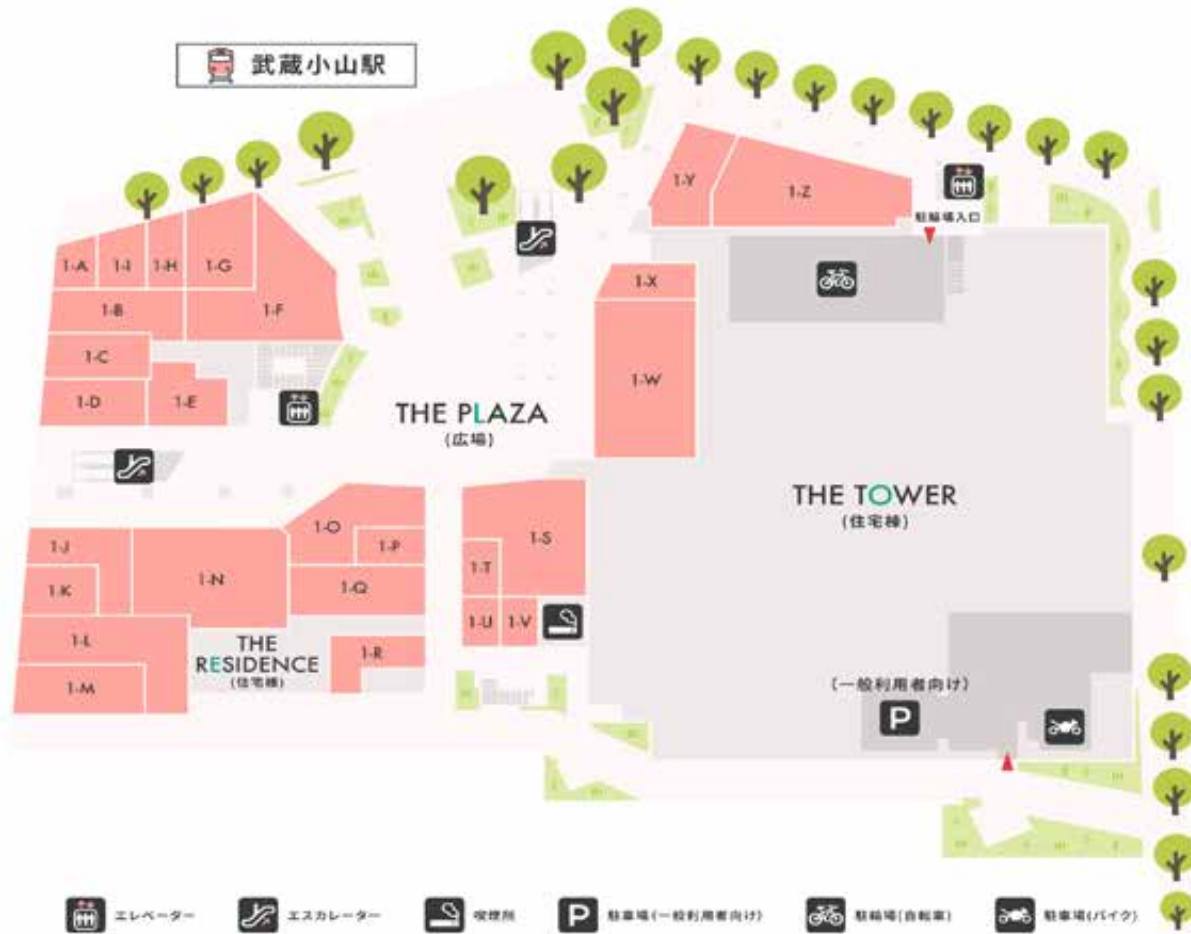 武蔵小山駅
1-Y
1-Z
駐輪場入口
1-A
1-I
1-H
1-G
1-X
1-B
1-F
1-C
1-W
1-D
1-E
THE PLAZA
(広場)
THE TOWER
(住宅棟)
1-J
1-O
1-P
1-S
1-K
1-N
1-Q
1-T
1-L
1-U
1-V
THE
RESIDENCE
(住宅棟)
1-R
1-M
(一般利用者向け)
P
エレベーター
エスカレーター
喫煙所
P
駐車場(一般利用者向け)
駐輪場(自転車)
駐車場(バイク)